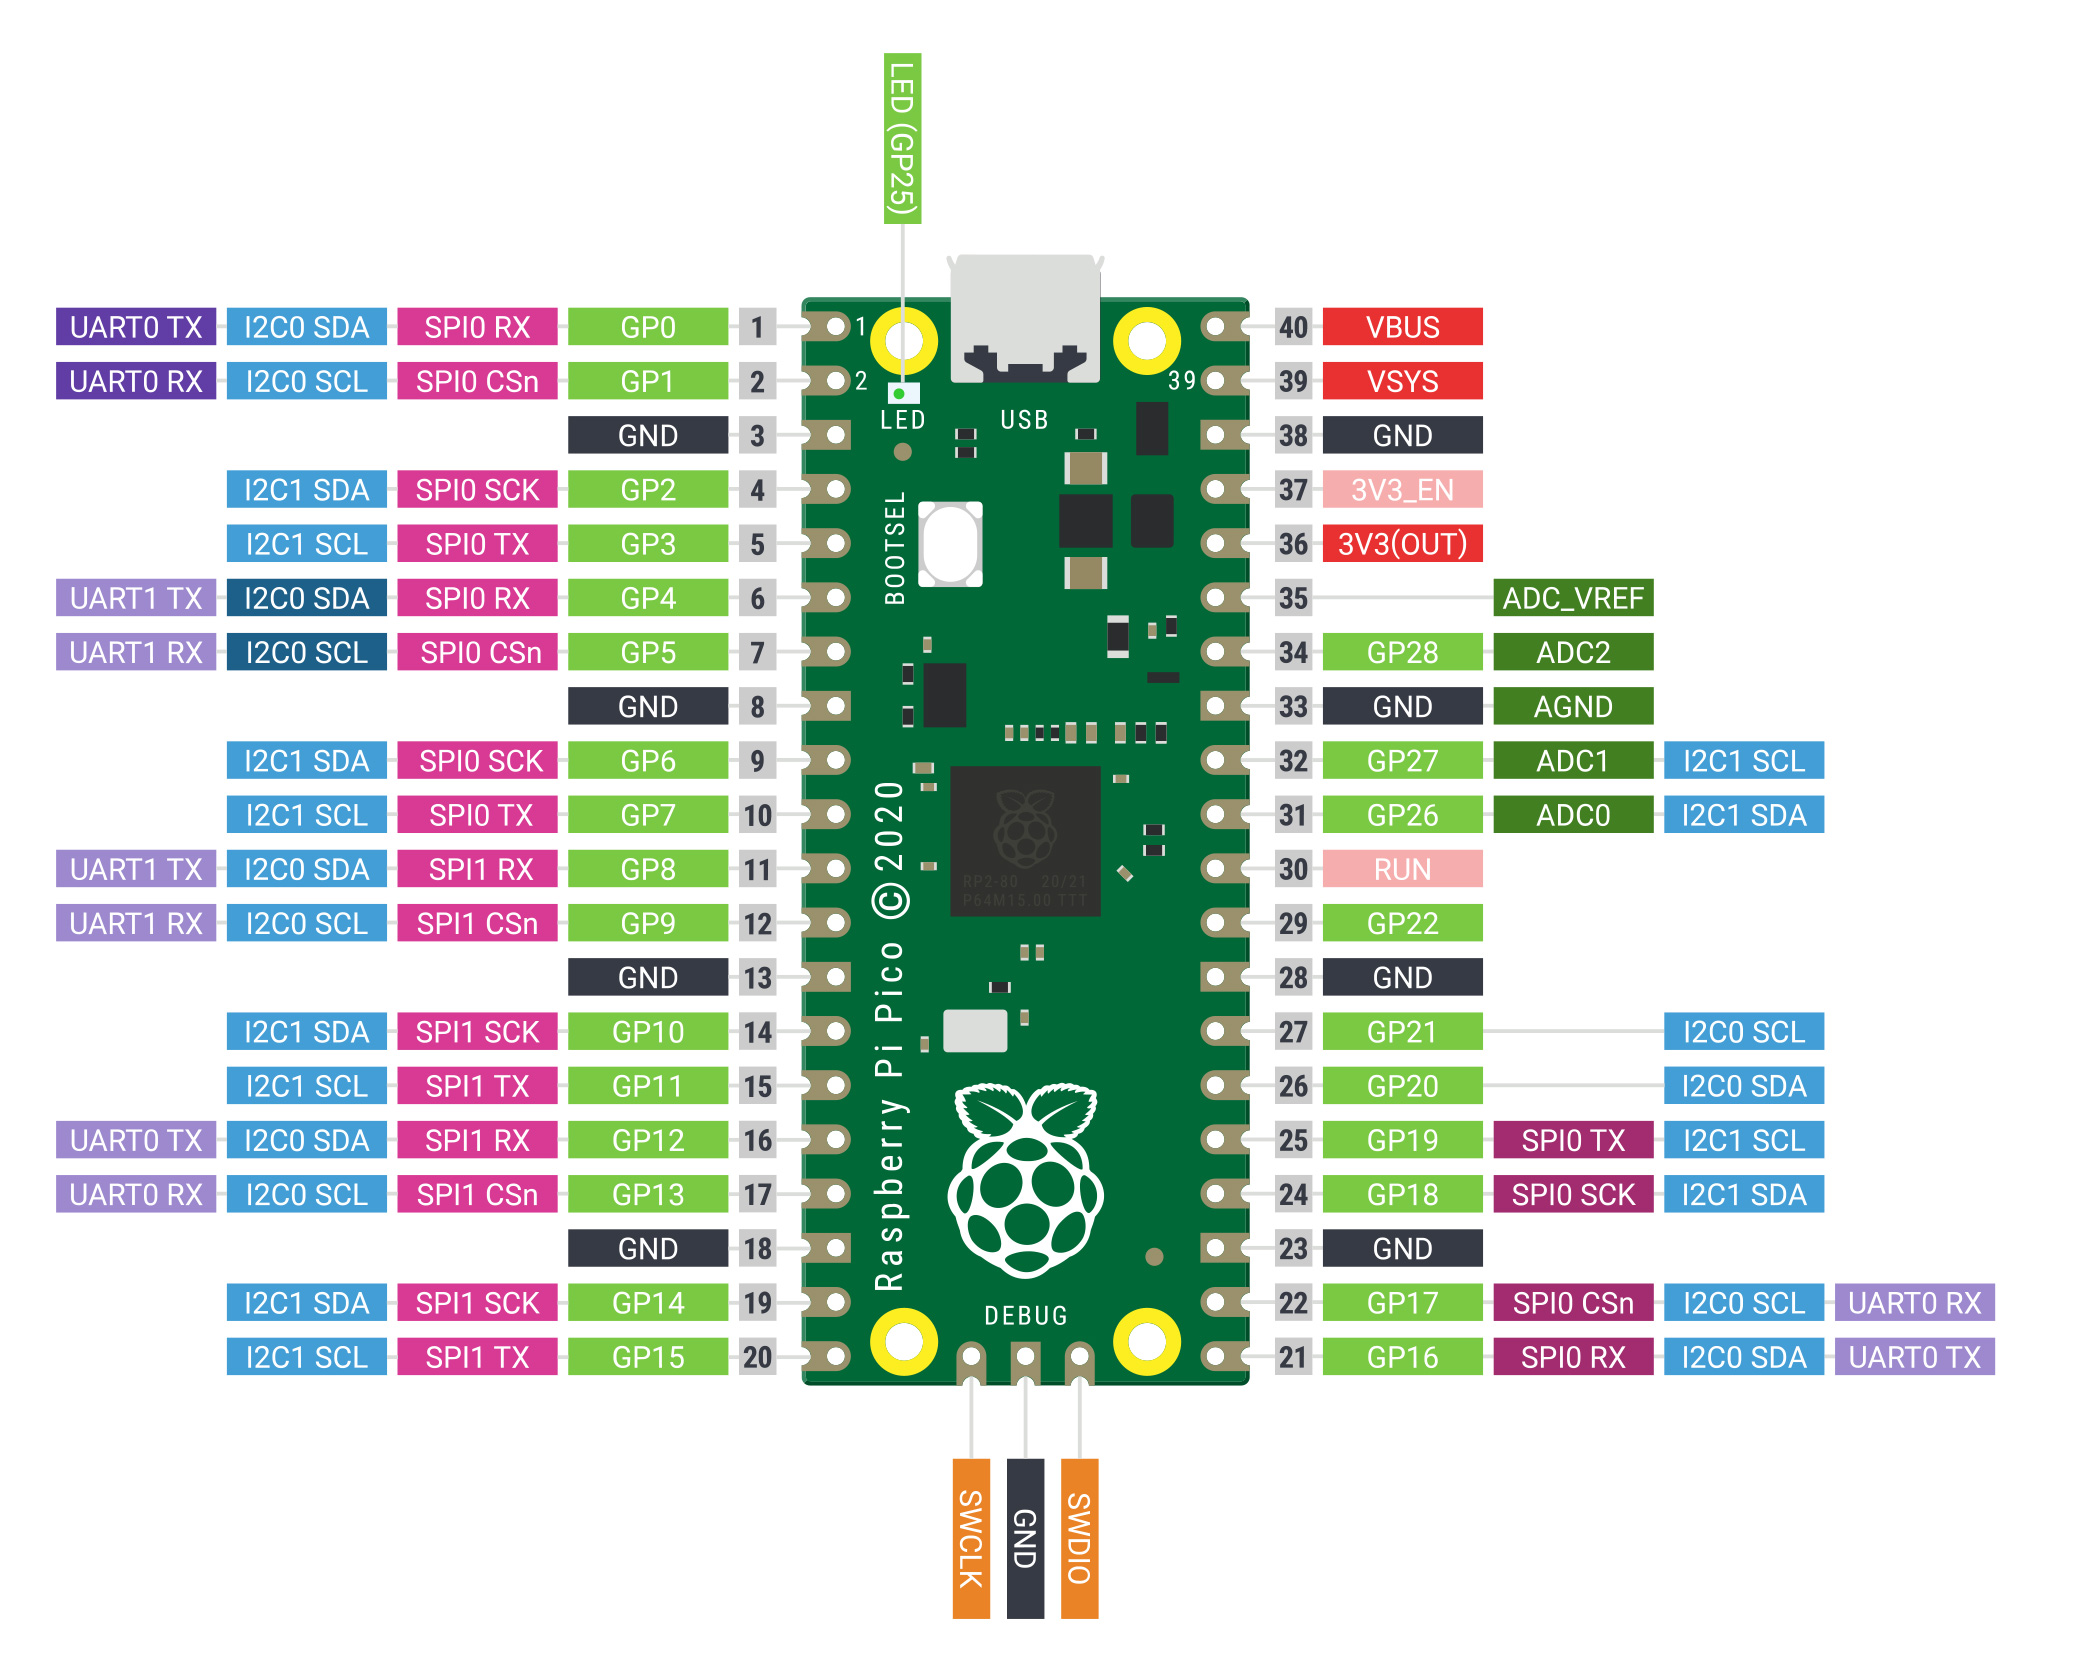 UART0 RX UART0 TX
I2C1 SCL I2C1 SDA I2C0 SCL I2C0 SDA I2C1 SCL I2C1 SDA I2C0 SCL I2C0 SDA
ADC_VREF ADC2 AGND ADC1 ADC0 SPI0 TX SPI0 SCK SPI0 CSn SPI0 RX
VBUS VSYS GND 3V3_EN 3V3(OUT) GP28 GND GP27 GP26 RUN GP22 GND GP21 GP20 GP19 GP18 GND GP17 GP16
40 39 38 37 36 35 34 33 32 31 30 29 28 27 26 25 24 23 22 21
39
USB
RP2-80 20/21
P64M15.00 TTT
DEBUG
SWDIO
GND
SWCLK
LED (GP25)
LED
BOOTSEL
Raspberry Pi Pico ©2020
1 2
1 2 3 4 5 6 7 8 9 10 11 12 13 14 15 16 17 18 19 20
GP0 GP1 GND GP2 GP3 GP4 GP5 GND GP6 GP7 GP8 GP9 GND GP10 GP11 GP12 GP13 GND GP14 GP15
SPI0 RX SPI0 CSn SPI0 SCK SPI0 TX SPI0 RX SPI0 CSn SPI0 SCK SPI0 TX SPI1 RX SPI1 CSn SPI1 SCK SPI1 TX SPI1 RX SPI1 CSn SPI1 SCK SPI1 TX
I2C0 SDA I2C0 SCL I2C1 SDA I2C1 SCL I2C0 SDA I2C0 SCL I2C1 SDA I2C1 SCL I2C0 SDA I2C0 SCL I2C1 SDA I2C1 SCL I2C0 SDA I2C0 SCL I2C1 SDA I2C1 SCL
UART0 TX UART0 RX UART1 TX UART1 RX UART1 TX UART1 RX UART0 TX UART0 RX